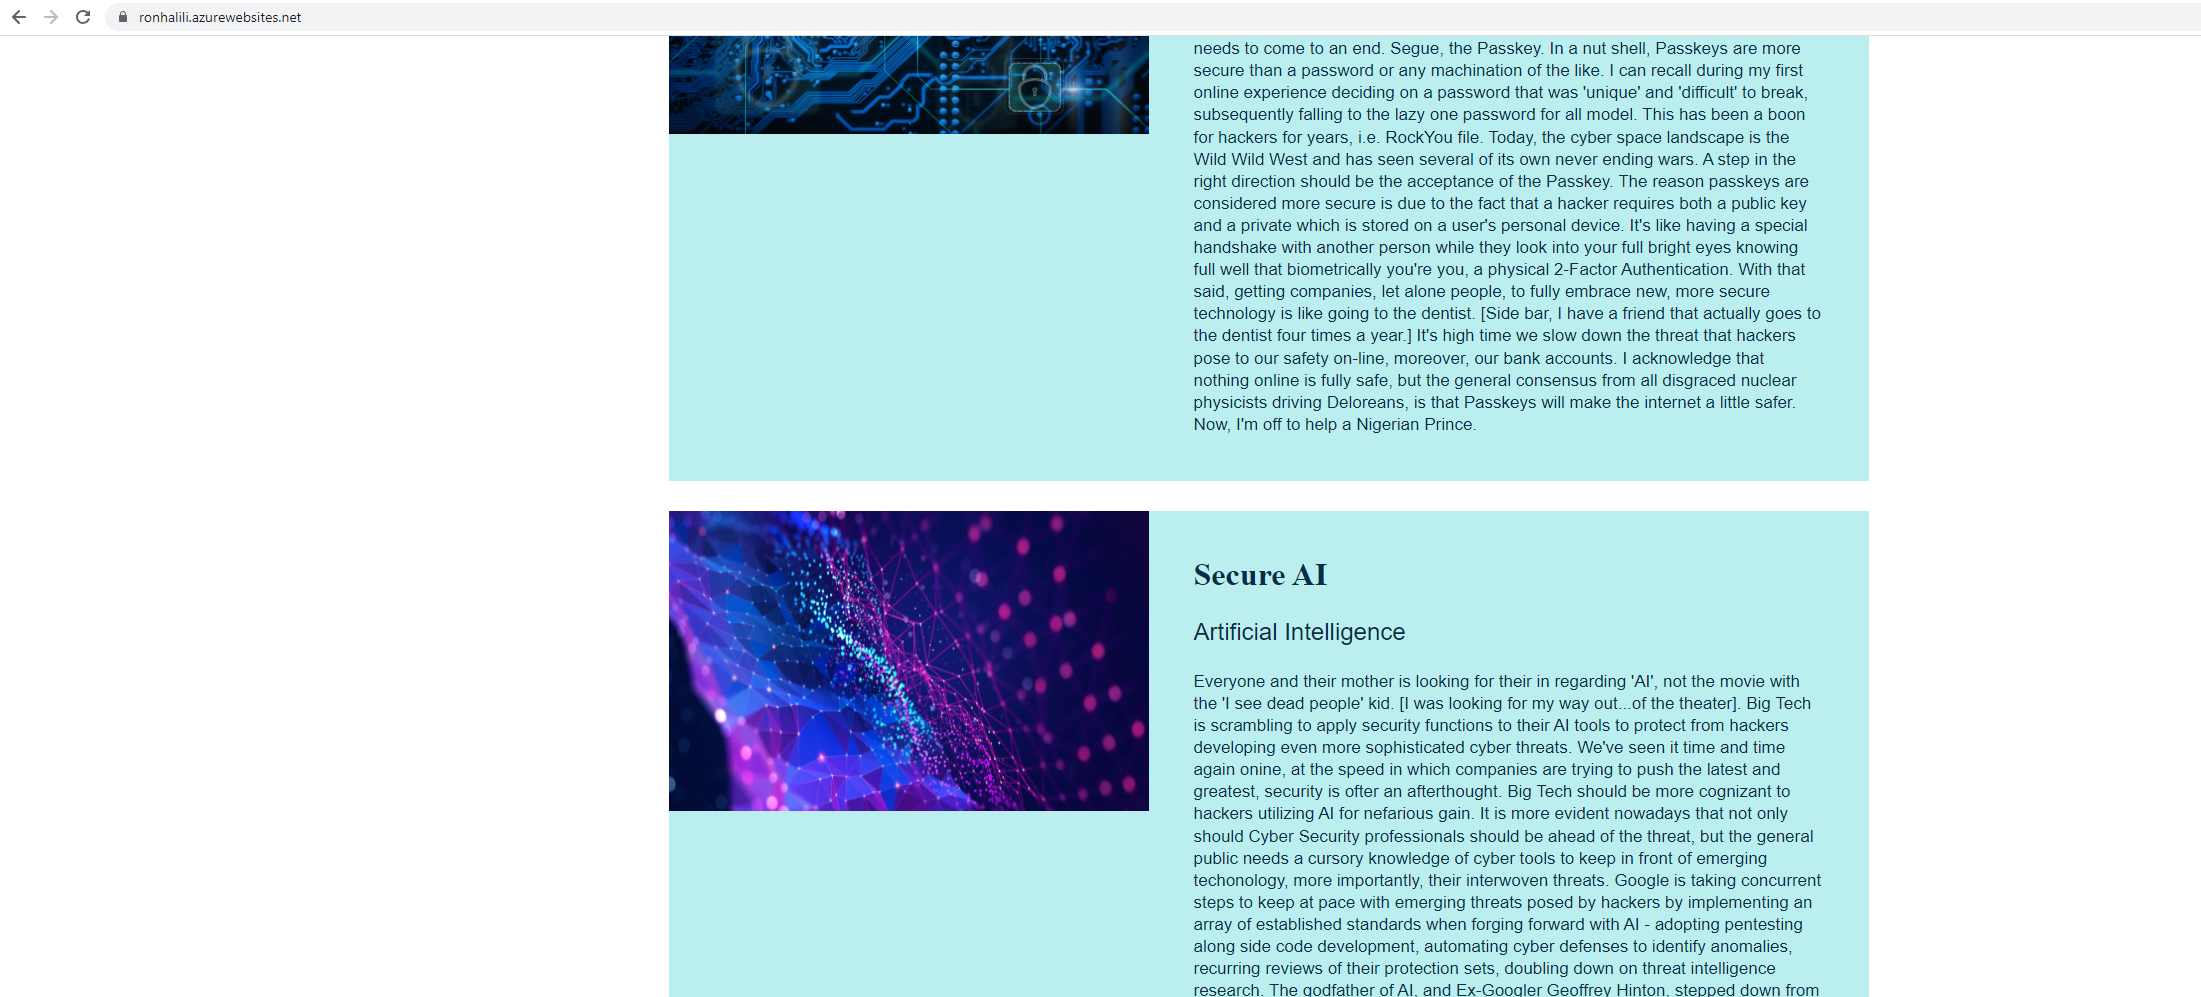 ronhalili.azurewebsites.net
needs to come to an end. Segue, the Passkey. In a nut shell, Passkeys are more
secure than a password or any machination of the like. I can recall during my first
online experience deciding on a password that was 'unique' and 'difficult' to break,
subsequently falling to the lazy one password for all model. This has been a boon
for hackers for years, i.e. RockYou file. Today, the cyber space landscape is the
Wild Wild West and has seen several of its own never ending wars. A step in the
right direction should be the acceptance of the Passkey. The reason passkeys are
considered more secure is due to the fact that a hacker requires both a public key
and a private which is stored on a user's personal device. It's like having a special
handshake with another person while they look into your full bright eyes knowing
full well that biometrically you're you, a physical 2-Factor Authentication. With that
said, getting companies, let alone people, to fully embrace new, more secure
technology is like going to the dentist. [Side bar, I have a friend that actually goes to
the dentist four times a year.] It's high time we slow down the threat that hackers
pose to our safety on-line, moreover, our bank accounts. I acknowledge that
nothing online is fully safe, but the general consensus from all disgraced nuclear
physicists driving Deloreans, is that Passkeys will make the internet a little safer.
Now, I'm off to help a Nigerian Prince.
Secure AI
Artificial Intelligence
Everyone and their mother is looking for their in regarding 'AI', not the movie with
the 'I see dead people' kid. [I was looking for my way out...of the theater]. Big Tech
is scrambling to apply security functions to their AI tools to protect from hackers
developing even more sophisticated cyber threats. We've seen it time and time
again onine, at the speed in which companies are trying to push the latest and
greatest, security is ofter an afterthought. Big Tech should be more cognizant to
hackers utilizing AI for nefarious gain. It is more evident nowadays that not only
should Cyber Security professionals should be ahead of the threat, but the general
public needs a cursory knowledge of cyber tools to keep in front of emerging
techonology, more importantly, their interwoven threats. Google is taking concurrent
steps to keep at pace with emerging threats posed by hackers by implementing an
array of established standards when forging forward with AI - adopting pentesting
along side code development, automating cyber defenses to identify anomalies,
recurring reviews of their protection sets, doubling down on threat intelligence
research. The godfather of AI, and Ex-Googler Geoffrey Hinton, stepped down from